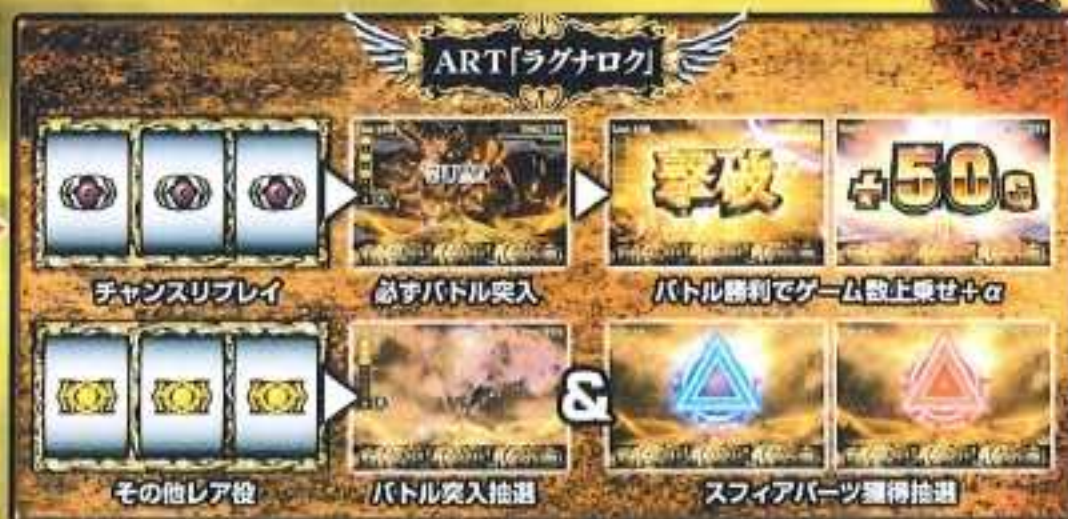 ART「ラグナロク」
撃破
+50G
チャンスリプレイ
必ずバトル突入
バトル勝利でゲーム数上乗せ+α
&
その他レア役
バトル突入抽選
スフィアパーツ獲得抽選